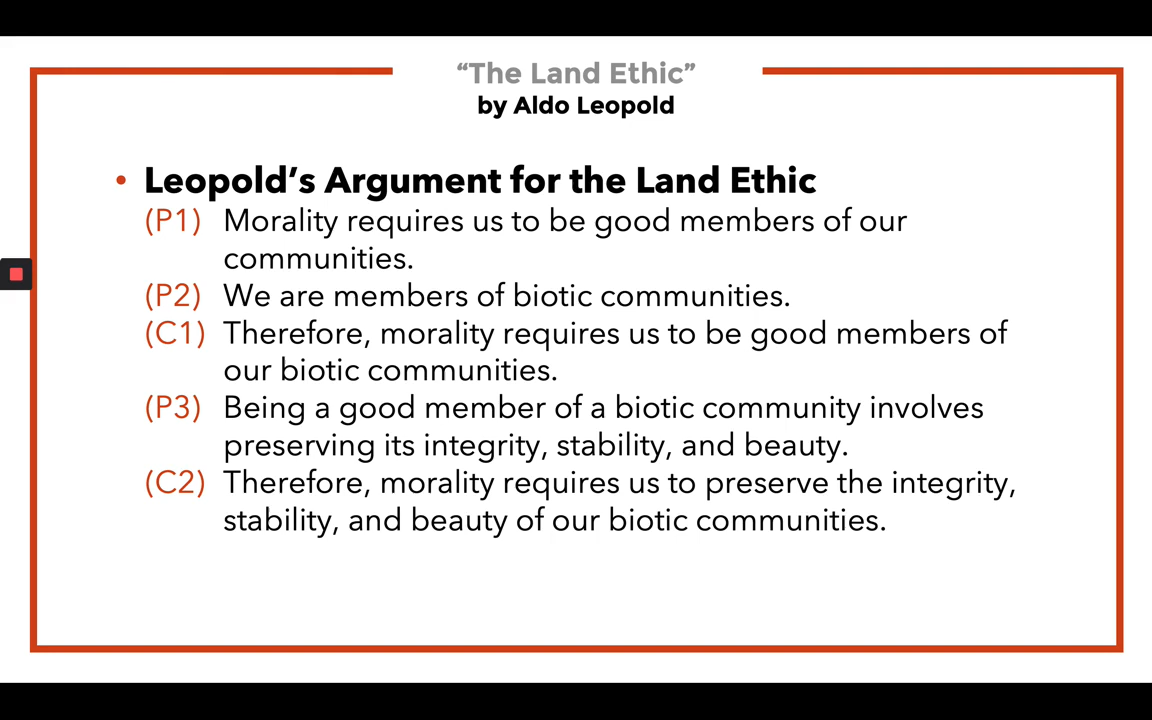 “The Land Ethic”
by Aldo Leopold
• Leopold’s Argument for the Land Ethic
(P1) Morality requires us to be good members of our
communities.
(P2) We are members of biotic communities.
(C1) Therefore, morality requires us to be good members of
our biotic communities.
(P3) Being a good member of a biotic community involves
preserving its integrity, stability, and beauty.
(C2) Therefore, morality requires us to preserve the integrity,
stability, and beauty of our biotic communities.